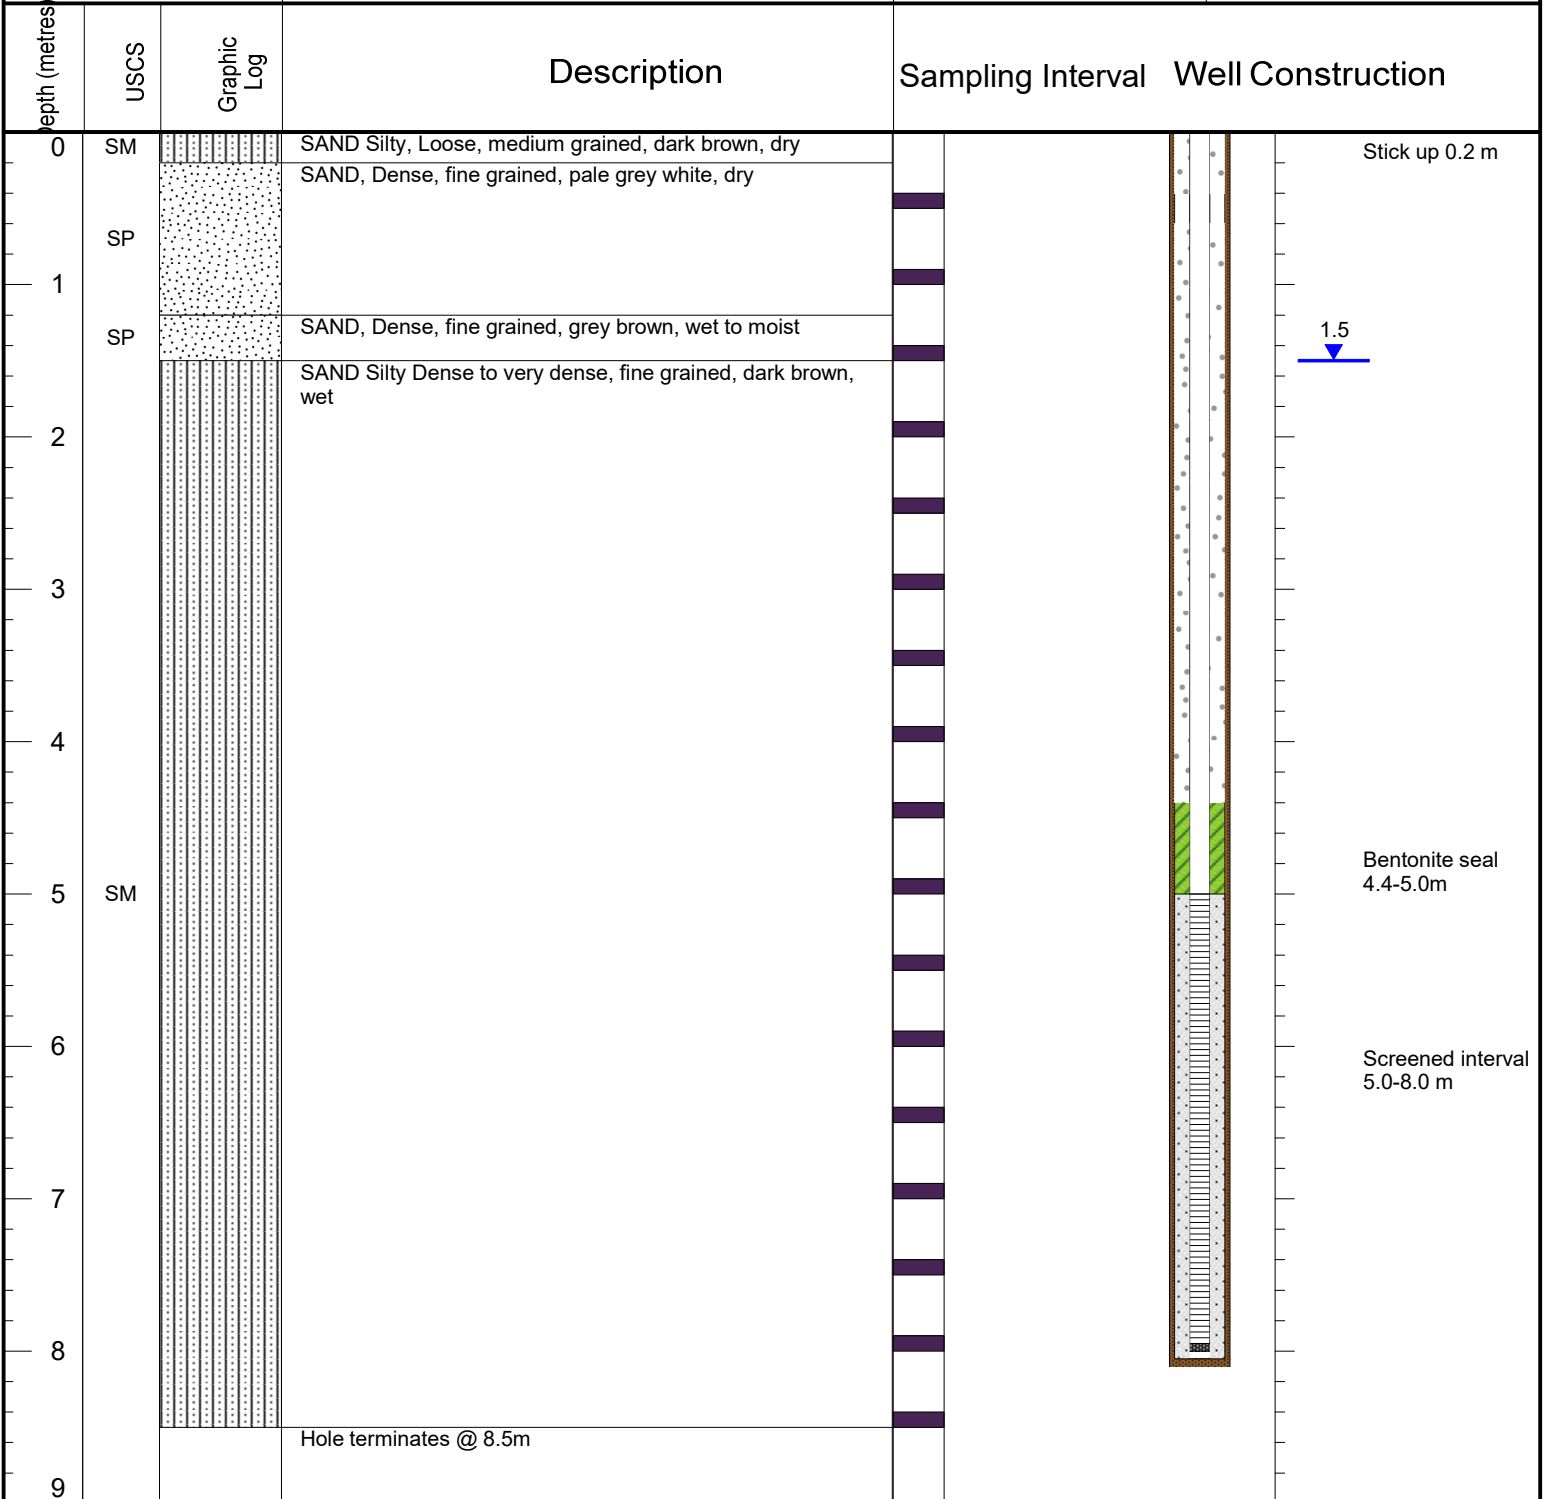 epth (metres)
USCS
Graphic
Log
Description
Sampling Interval
Well Construction
0
SM
SAND Silty, Loose, medium grained, dark brown, dry
Stick up 0.2 m
SAND, Dense, fine grained, pale grey white, dry
SP
1
SAND, Dense, fine grained, grey brown, wet to moist
SP
1.5
SAND Silty Dense to very dense, fine grained, dark brown,
wet
2
3
4
Bentonite seal
4.4-5.0m
5
SM
6
Screened interval
5.0-8.0 m
7
8
Hole terminates @ 8.5m
9